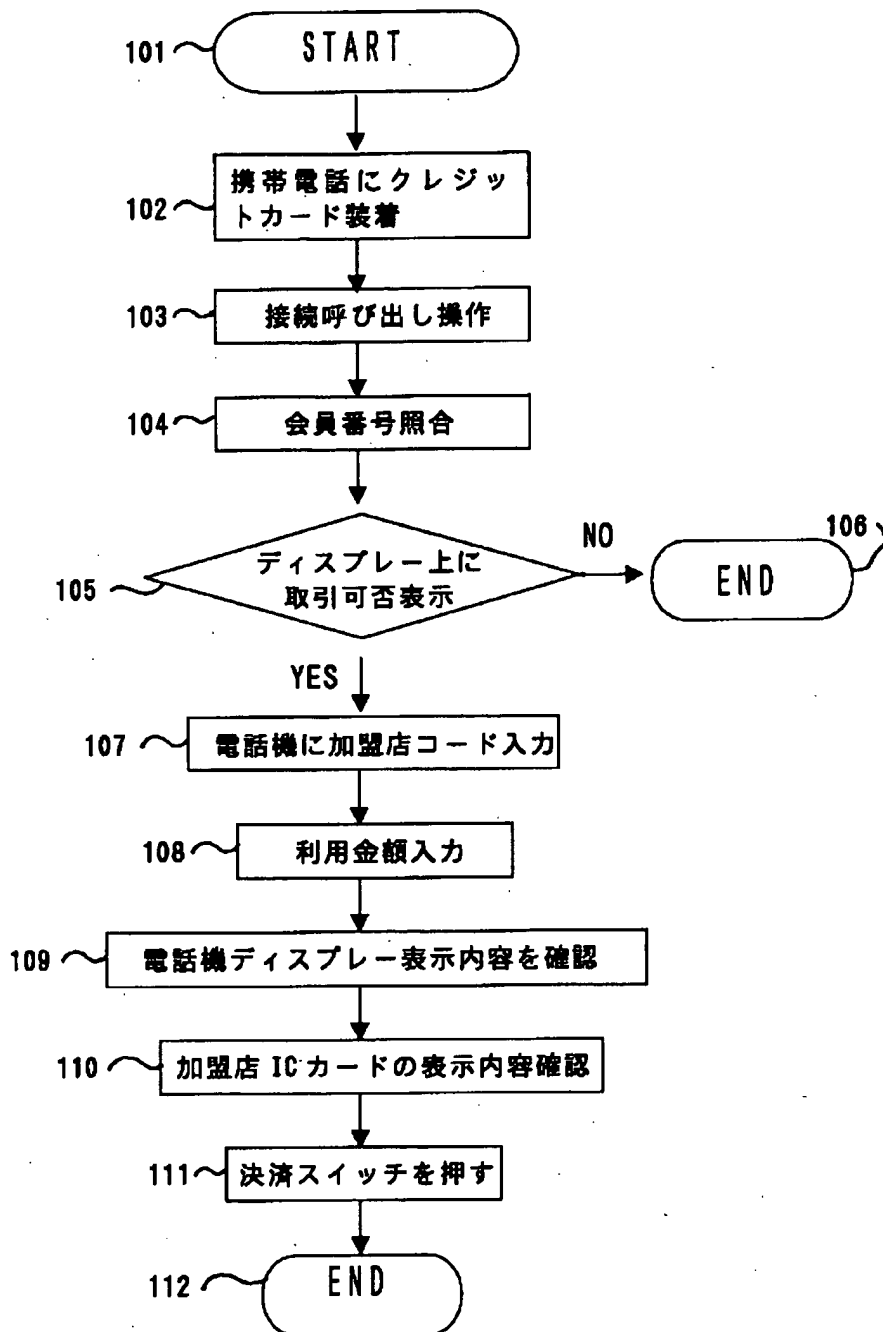 101
START
102
携帯電話にクレジッ
トカード装着
103
接続呼び出し操作
104
会員番号照合
105
ディスプレー上に
取引可否表示
NO
106
END
YES
107
電話機に加盟店コード入力
108
利用金額入力
109
電話機ディスプレー表示内容を確認
110
加盟店 IC カードの表示内容確認
111
決済スイッチを押す
112
END